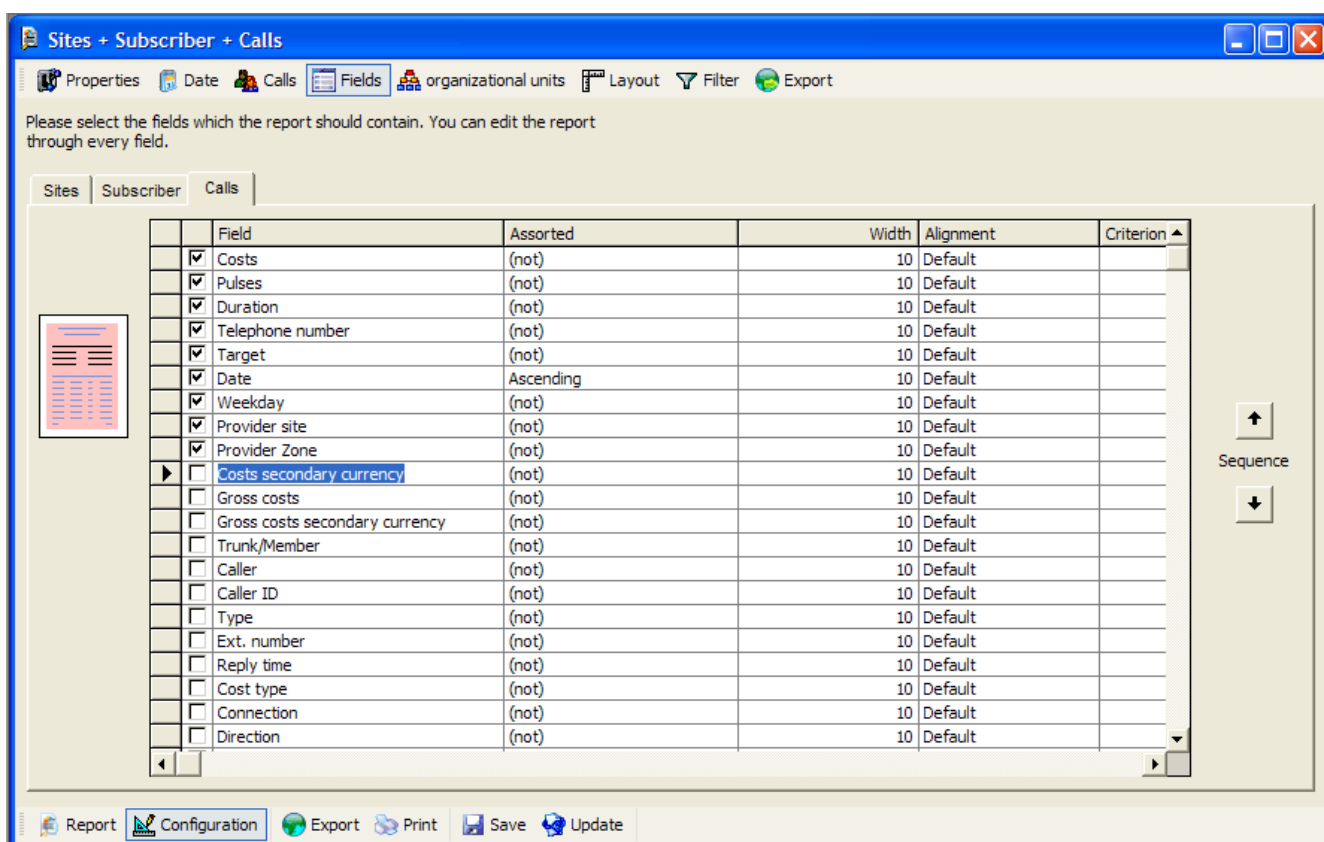 Sites + Subscriber + Calls
Properties Date Calls Fields organizational units Layout Filter Export
Please select the fields which the report should contain. You can edit the report
through every field.
Sites Subscriber Calls
Field Assorted Width Alignment Criterion
Costs (not) 10 Default
Pulses (not) 10 Default
Duration (not) 10 Default
Telephone number (not) 10 Default
Target (not) 10 Default
Date Ascending 10 Default
Weekday (not) 10 Default
Provider site (not) 10 Default
Provider Zone (not) 10 Default
Costs secondary currency (not) 10 Default
Sequence
Gross costs (not) 10 Default
Gross costs secondary currency (not) 10 Default
Trunk/Member (not) 10 Default
Caller (not) 10 Default
Caller ID (not) 10 Default
Type (not) 10 Default
Ext. number (not) 10 Default
Reply time (not) 10 Default
Cost type (not) 10 Default
Connection (not) 10 Default
Direction (not) 10 Default
Report Configuration Export Print Save Update